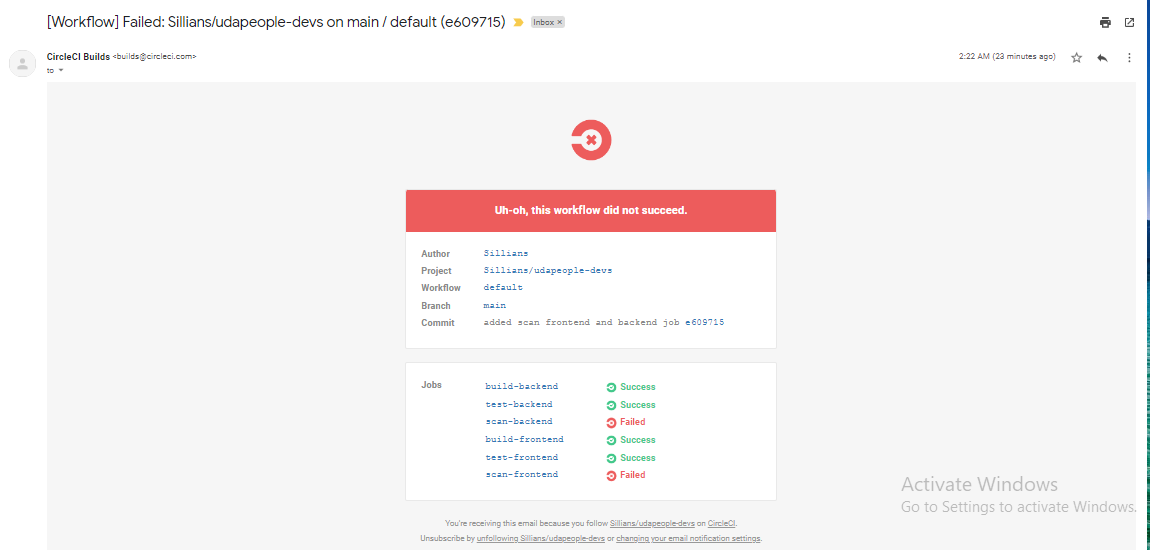 [Workflow] Failed: Sillians/udapeople-devs on main / default (e609715) Inbox ×
CircleCI Builds <builds@circleci.com> 2:22 AM (23 minutes ago)
to
Uh-oh, this workflow did not succeed.
Author Sillians
Project Sillians/udapeople-devs
Workflow default
Branch main
Commit added scan frontend and backend job e609715
Jobs build-backend Success
test-backend Success
scan-backend Failed
build-frontend Success
test-frontend Success
scan-frontend Failed
Activate Windows
Go to Settings to activate Windows.
You're receiving this email because you follow Sillians/udapeople-devs on CircleCI.
Unsubscribe by unfollowing Sillians/udapeople-devs or changing your email notification settings.